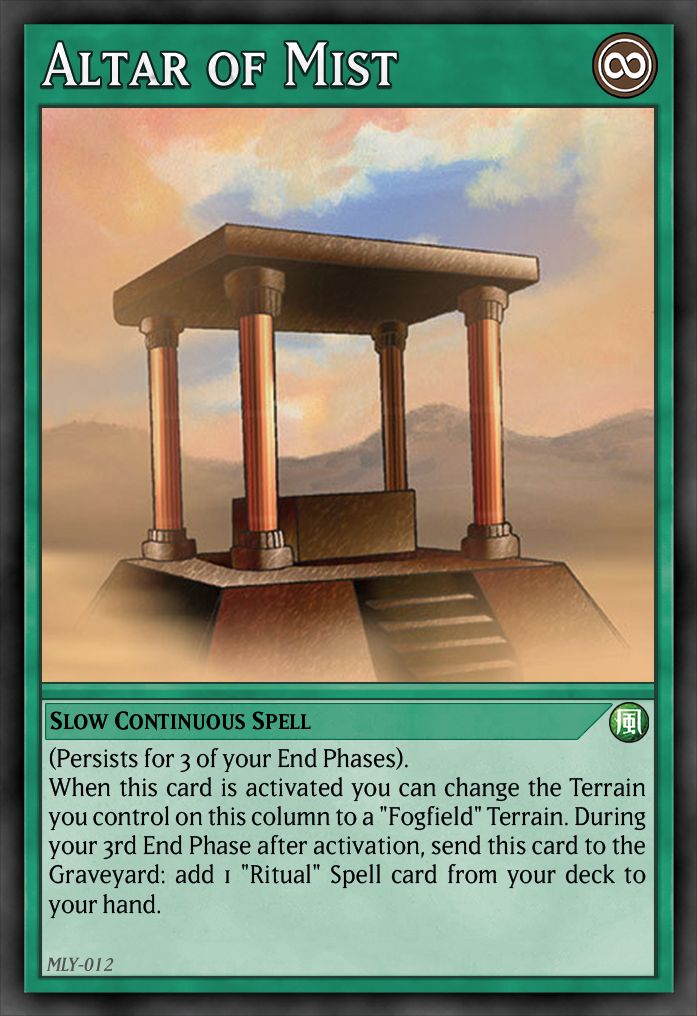 Altar of Mist
Slow Continuous Spell
風
(Persists for 3 of your End Phases).
When this card is activated you can change the Terrain
you control on this column to a "Fogfield" Terrain. During
your 3rd End Phase after activation, send this card to the
Graveyard: add 1 "Ritual" Spell card from your deck to
your hand.
MLY-012